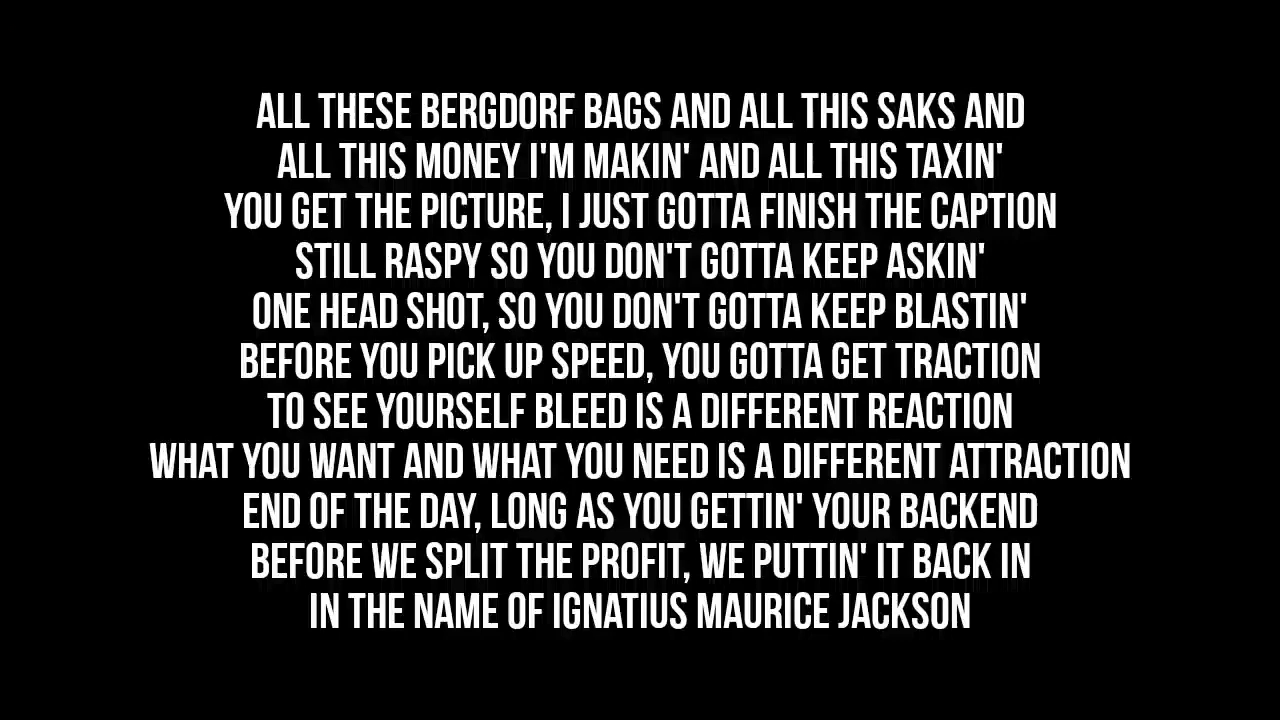 ALL THESE BERGDORF BAGS AND ALL THIS SAKS AND
ALL THIS MONEY I'M MAKIN' AND ALL THIS TAXIN'
YOU GET THE PICTURE, I JUST GOTTA FINISH THE CAPTION
STILL RASPY SO YOU DON'T GOTTA KEEP ASKIN'
ONE HEAD SHOT, SO YOU DON'T GOTTA KEEP BLASTIN'
BEFORE YOU PICK UP SPEED, YOU GOTTA GET TRACTION
TO SEE YOURSELF BLEED IS A DIFFERENT REACTION
WHAT YOU WANT AND WHAT YOU NEED IS A DIFFERENT ATTRACTION
END OF THE DAY, LONG AS YOU GETTIN' YOUR BACKEND
BEFORE WE SPLIT THE PROFIT, WE PUTTIN' IT BACK IN
IN THE NAME OF IGNATIUS MAURICE JACKSON